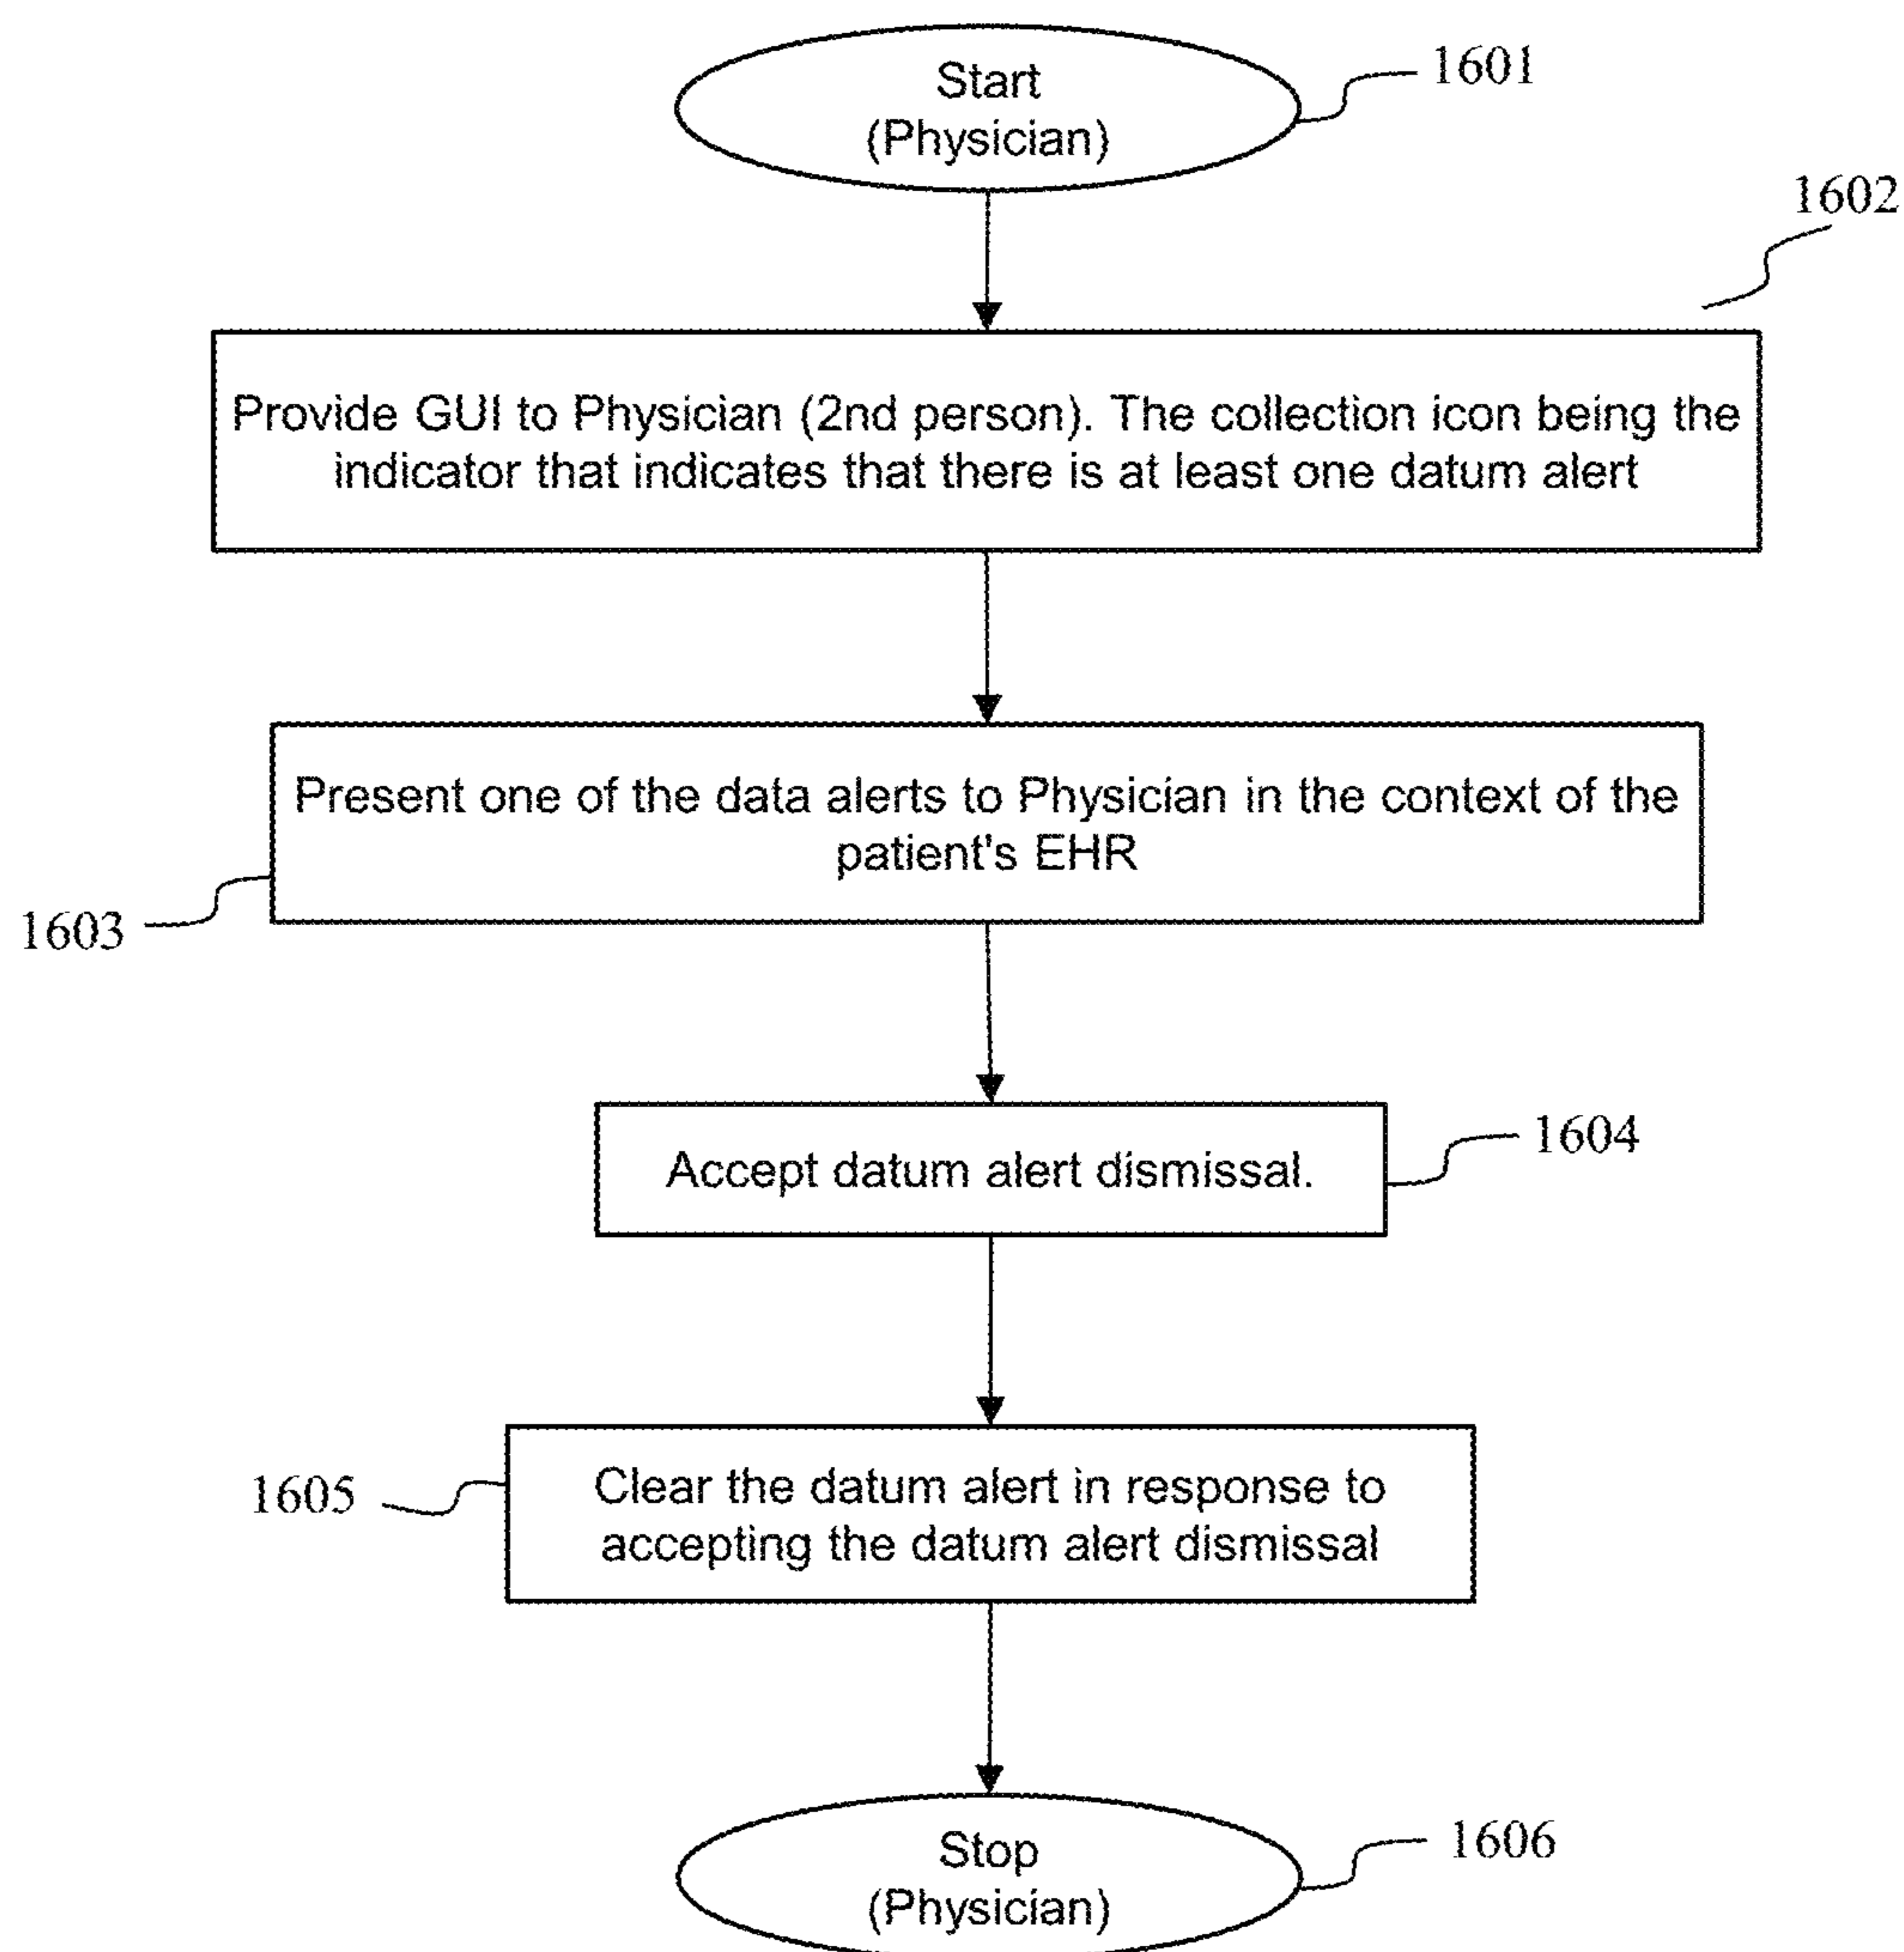 Start
(Physician)
1601
1602
Provide GUI to Physician (2nd person). The collection icon being the
indicator that indicates that there is at least one datum alert
Present one of the data alerts to Physician in the context of the
patient's EHR
1603
Accept datum alert dismissal.
1604
Clear the datum alert in response to
accepting the datum alert dismissal
1605
Stop
(Physician)
1606